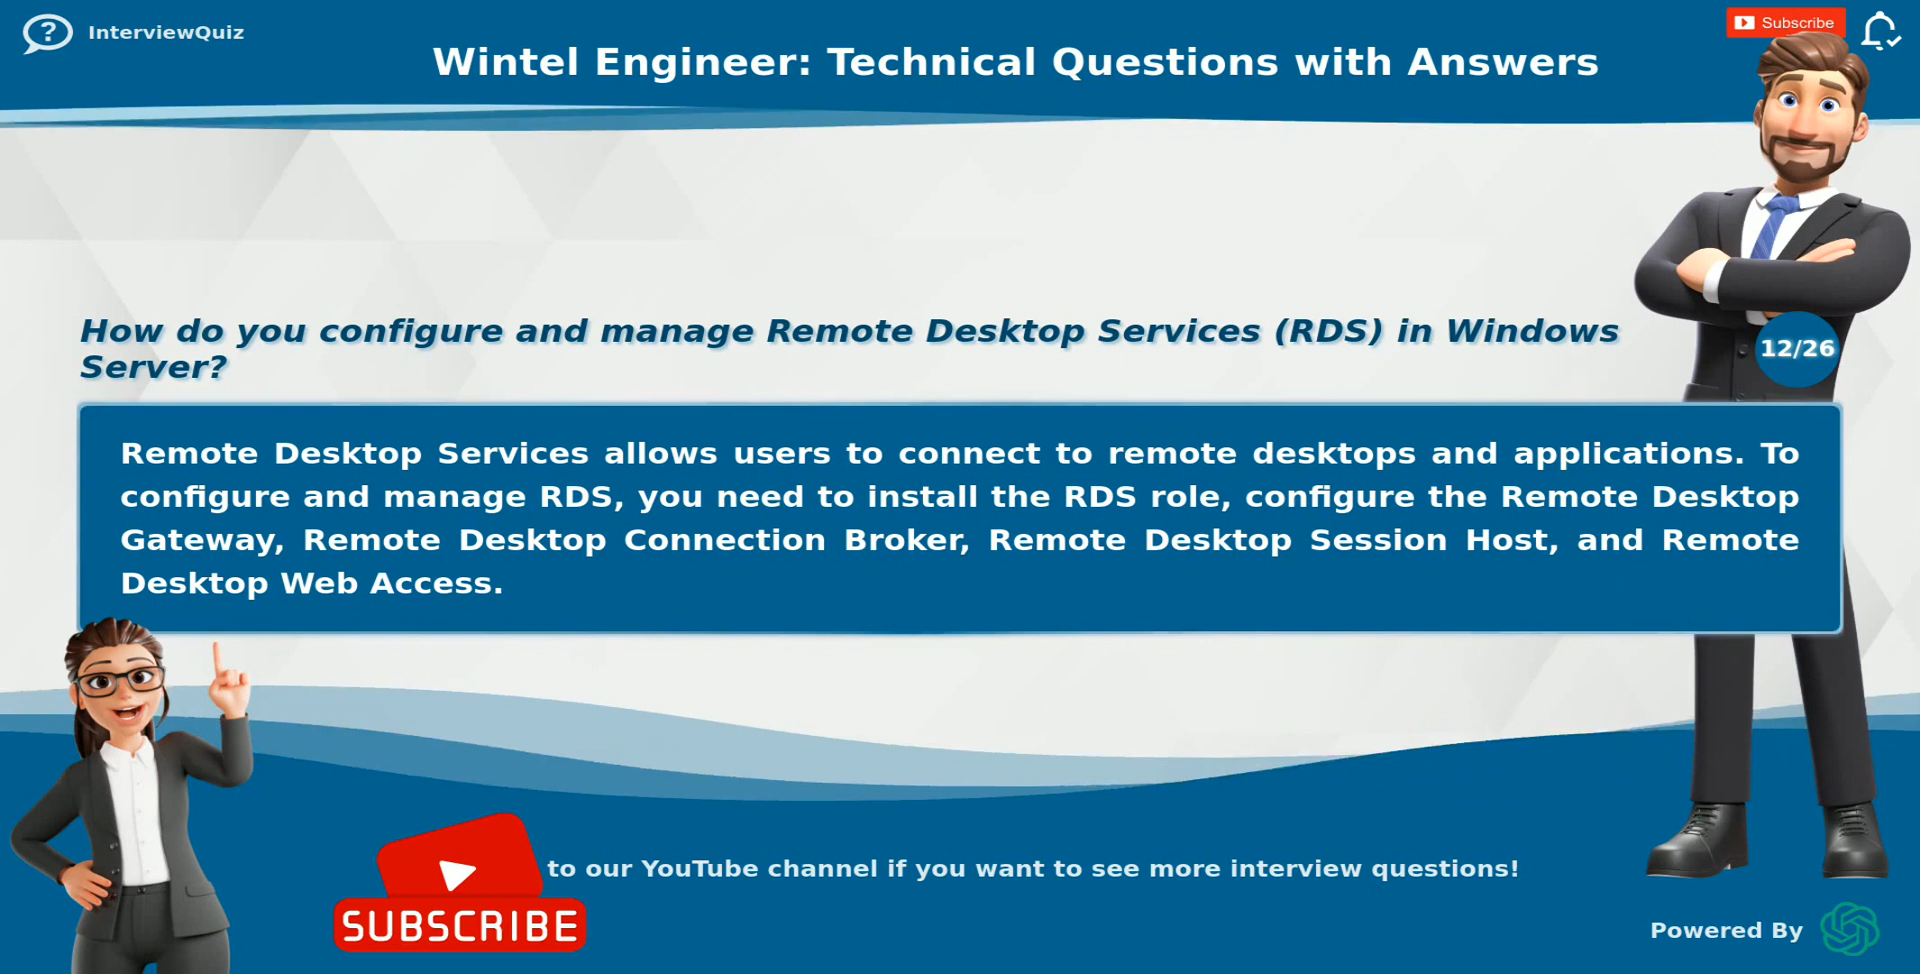 InterviewQuiz
Subscribe
Wintel Engineer: Technical Questions with Answers
How do you configure and manage Remote Desktop Services (RDS) in Windows
Server?
12/26
Remote Desktop Services allows users to connect to remote desktops and applications. To
configure and manage RDS, you need to install the RDS role, configure the Remote Desktop
Gateway, Remote Desktop Connection Broker, Remote Desktop Session Host, and Remote
Desktop Web Access.
to our YouTube channel if you want to see more interview questions!
SUBSCRIBE
Powered By